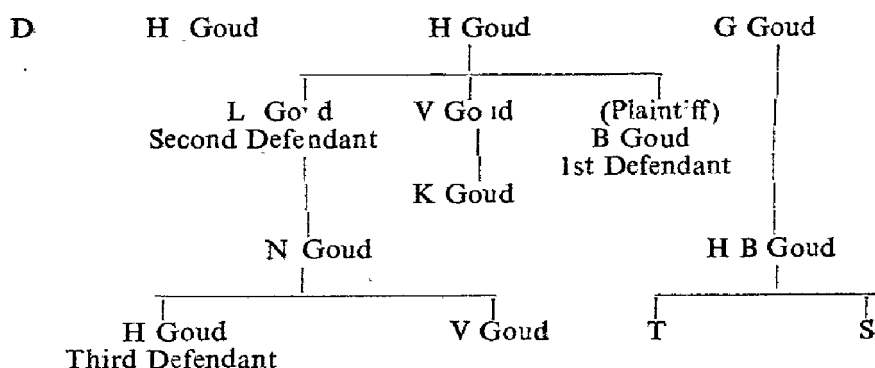 D H Goud H Goud G Goud
L Goud V Goud (Plaintiff)
Second Defendant B Goud
1st Defendant
K Goud
N Goud H B Goud
H Goud V Goud T S
Third Defendant